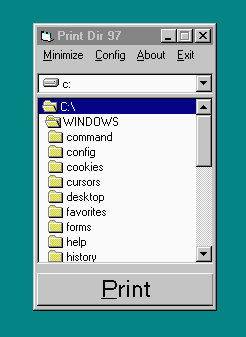 Print Dir 97
Minimize Config About Exit
c:
C:\
WINDOWS
command
config
cookies
cursors
desktop
favorites
forms
help
history
Print